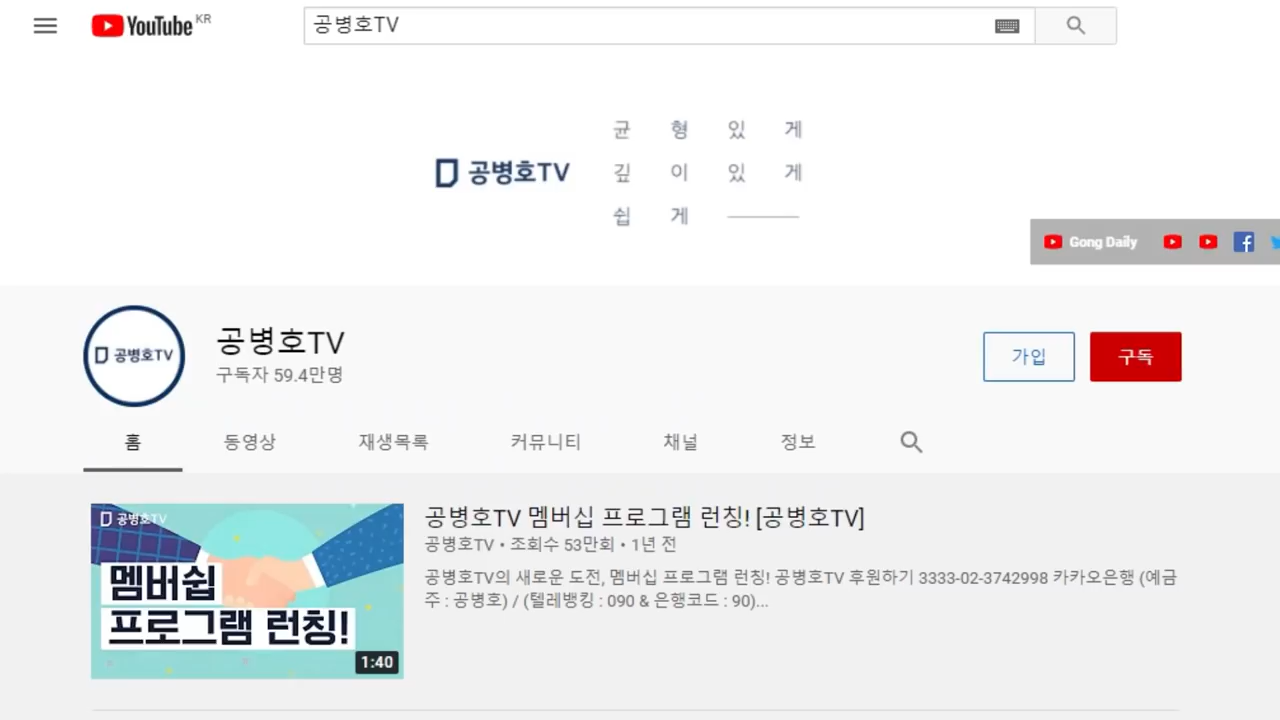 YouTube KR
공병호TV
균 형 있 게
공병호TV
깊 이 있 게
쉽 게
Gong Daily
공병호TV
공병호TV
구독자 59.4만명
가입
구독
홈
동영상
재생목록
커뮤니티
채널
정보
공병호TV
멤버쉽
프로그램 런칭!
1:40
공병호TV 멤버십 프로그램 런칭! [공병호TV]
공병호TV • 조회수 53만회 • 1년 전
공병호TV의 새로운 도전, 멤버십 프로그램 런칭! 공병호TV 후원하기 3333-02-3742998 카카오은행 (예금
주 : 공병호) / (텔레뱅킹 : 090 & 은행코드 : 90)...